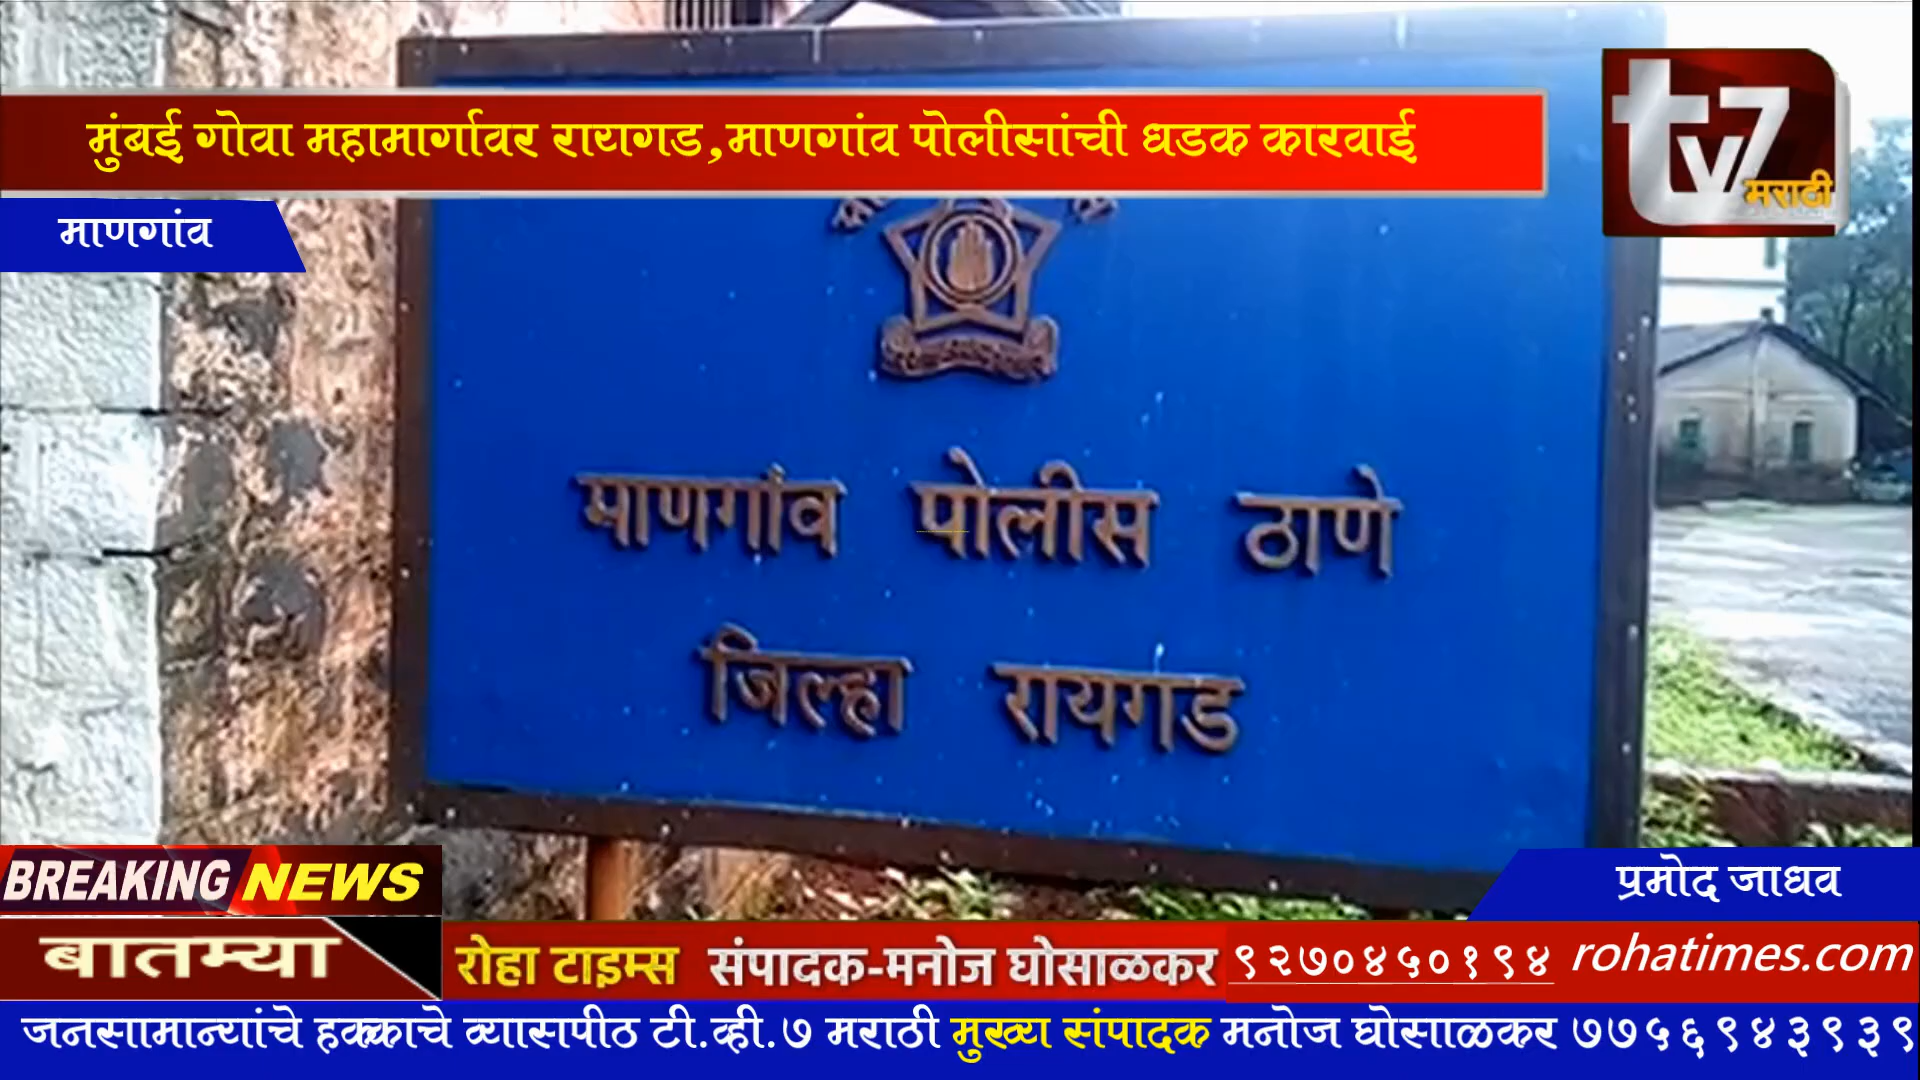 मुंबई गोवा महामार्गावर रायगड,माणगांव पोलीसांची धडक कारवाई
tv7
मराठी
माणगांव
माणगांव पोलीस ठाणे
जिल्हा रायगड
BREAKING NEWS
प्रमोद जाधव
बातम्या
रोहा टाइम्स संपादक-मनोज घोसाळकर ९२७०४५०१९४ rohatimes.com
जनसामान्यांचे हक्काचे व्यासपीठ टी.व्ही.७ मराठी मुख्य संपादक मनोज घोसाळकर ७७५६९४३९३९